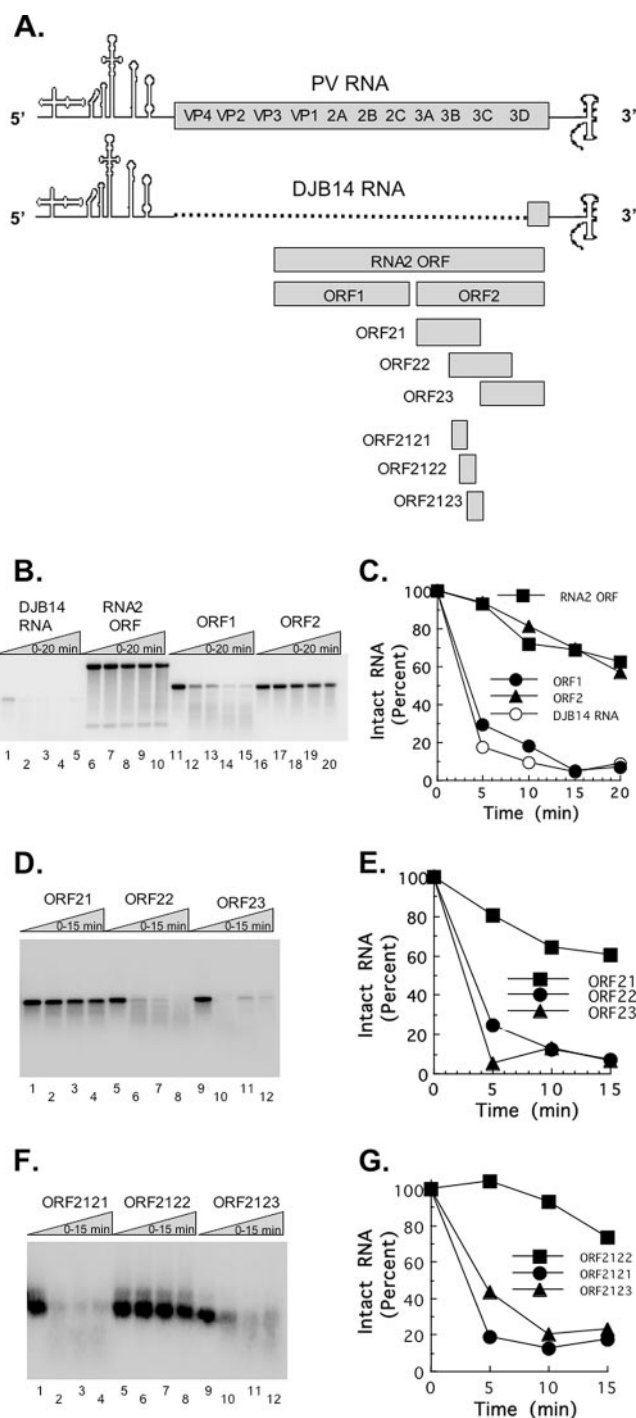 A.
PV RNA
5' VP4 VP2 VP3 VP1 2A 2B 2C 3A 3B 3C 3D 3'
DJB14 RNA
5' 3'
RNA2 ORF
ORF1 ORF2
ORF21
ORF22
ORF23
ORF2121
ORF2122
ORF2123
B.
DJB14 RNA RNA2 ORF ORF1 ORF2
0-20 min 0-20 min 0-20 min 0-20 min
1 2 3 4 5 6 7 8 9 10 11 12 13 14 15 16 17 18 19 20
C.
Intact RNA
(Percent)
100
80
60
40
20
0
RNA2 ORF
ORF1
ORF2
DJB14 RNA
0 5 10 15 20
Time (min)
D.
ORF21 ORF22 ORF23
0-15 min 0-15 min 0-15 min
1 2 3 4 5 6 7 8 9 10 11 12
E.
Intact RNA
(Percent)
100
80
60
40
20
0
ORF21
ORF22
ORF23
0 5 10 15
Time (min)
F.
ORF2121 ORF2122 ORF2123
0-15 min 0-15 min 0-15 min
1 2 3 4 5 6 7 8 9 10 11 12
G.
Intact RNA
(Percent)
100
80
60
40
20
0
ORF2122
ORF2121
ORF2123
0 5 10 15
Time (min)